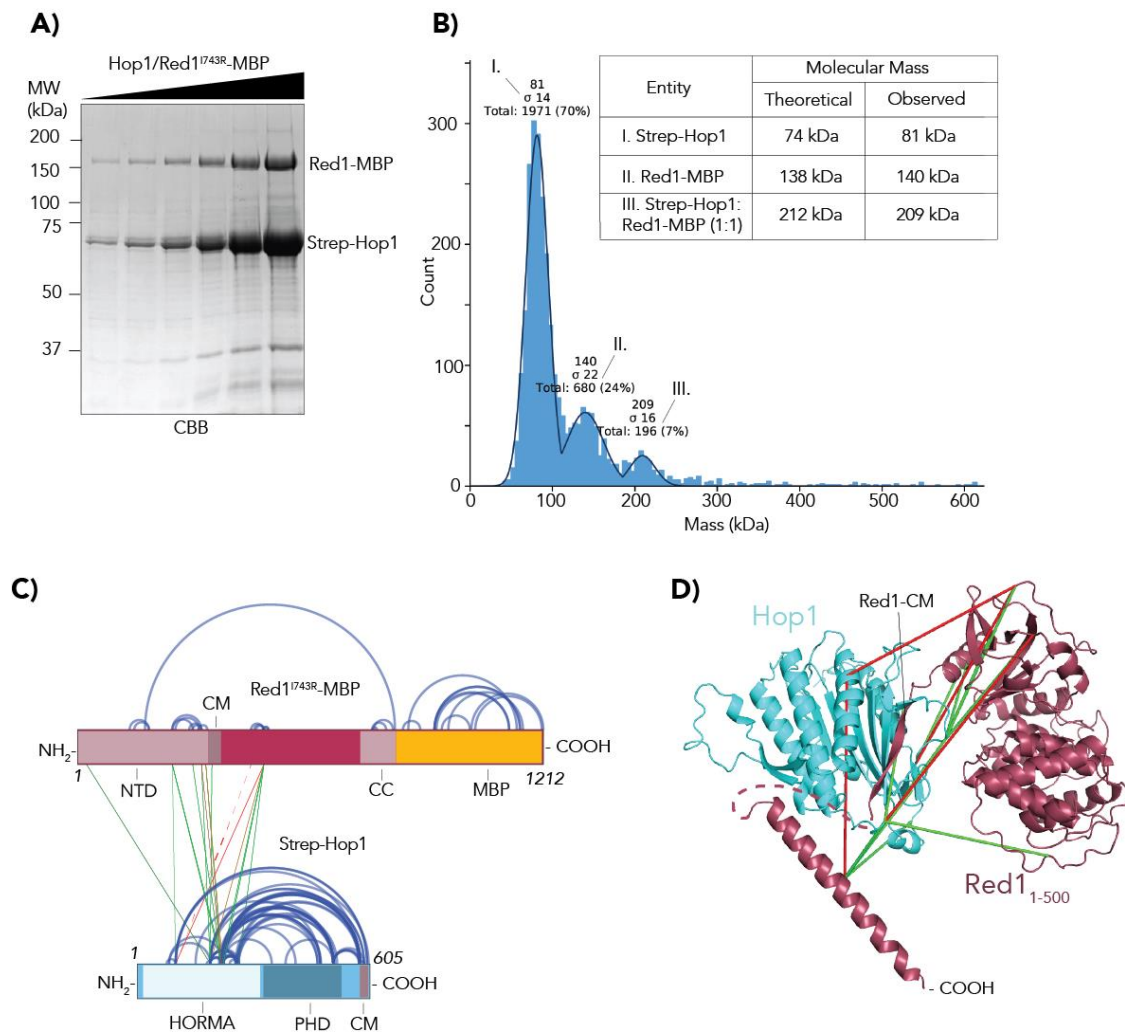 A)
Hop1/Red1I743R-MBP
MW
(kDa)
200
150
100
75
50
37
Red1-MBP
Strep-Hop1
CBB
B)
I.
81
σ 14
Total: 1971 (70%)
II.
140
σ 22
Total: 680 (24%)
III.
209
σ 16
Total: 196 (7%)
Count
300
200
100
0
0 100 200 300 400 500 600
Mass (kDa)
Entity
Molecular Mass
Theoretical Observed
I. Strep-Hop1 74 kDa 81 kDa
II. Red1-MBP 138 kDa 140 kDa
III. Strep-Hop1:
Red1-MBP (1:1) 212 kDa 209 kDa
C)
Red1I743R-MBP
CM
NH2-
- COOH
1
1212
NTD
CC
MBP
Strep-Hop1
1
605
NH2-
- COOH
HORMA
PHD
CM
D)
Red1-CM
Hop1
Red11-500
- COOH